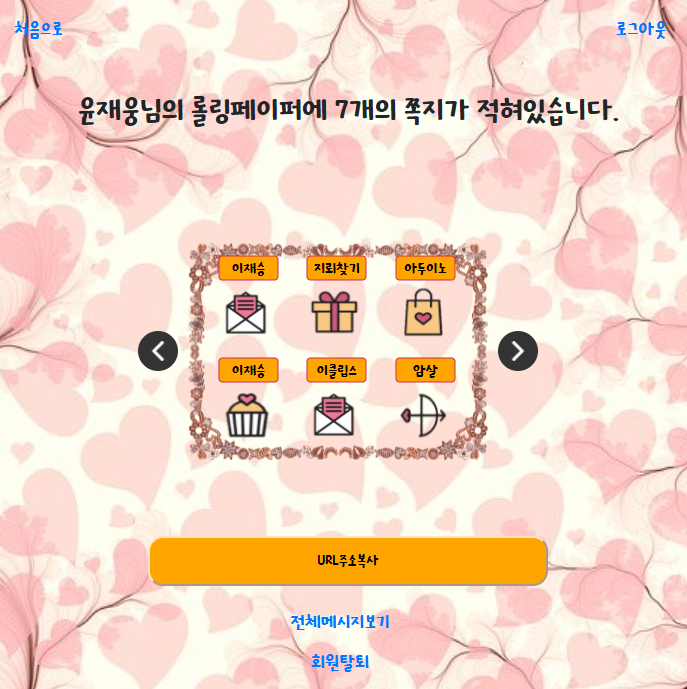 처음으로 로그아웃
윤재웅님의 롤링페이퍼에 7개의 쪽지가 적혀있습니다.
이재승 지뢰찾기 아두이노
이재승 이클립스 암살
URL주소복사
전체메시지보기
회원탈퇴